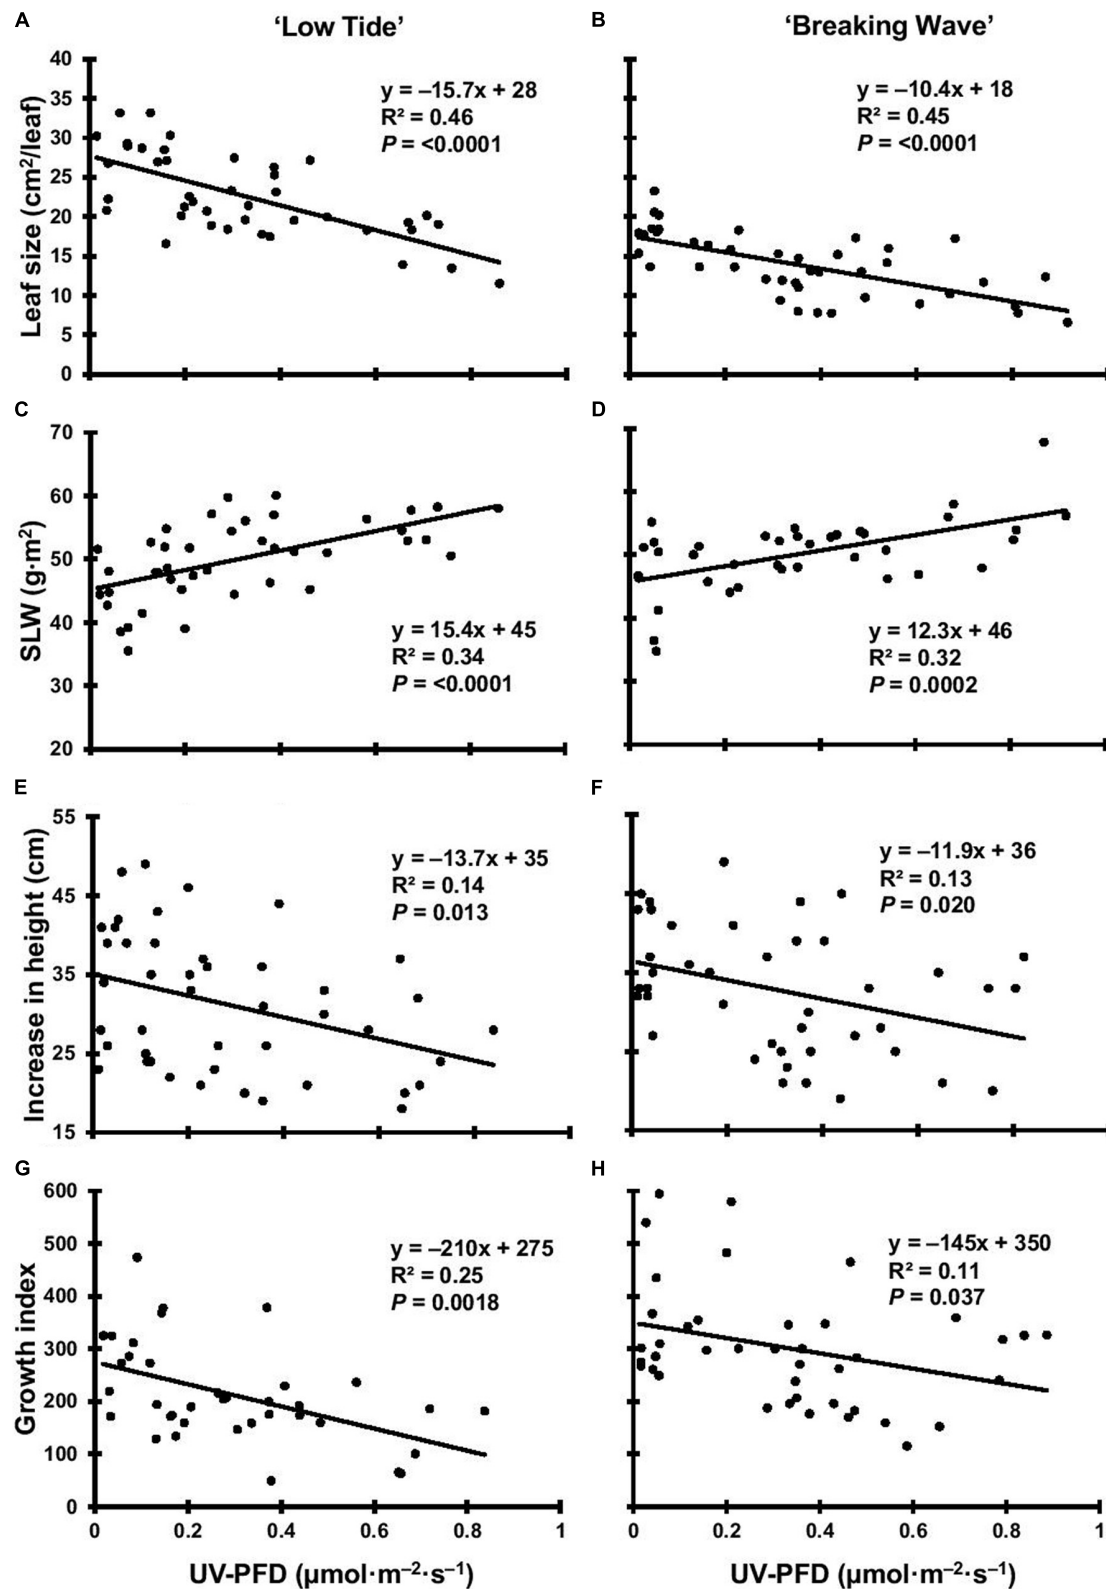 A
'Low Tide'
B
'Breaking Wave'
40
35
30
25
20
15
10
5
0
Leaf size (cm²/leaf)
y = –15.7x + 28
R² = 0.46
P = <0.0001
y = –10.4x + 18
R² = 0.45
P = <0.0001
C
D
70
60
50
40
30
20
SLW (g·m²)
y = 15.4x + 45
R² = 0.34
P = <0.0001
y = 12.3x + 46
R² = 0.32
P = 0.0002
E
F
55
45
35
25
15
Increase in height (cm)
y = –13.7x + 35
R² = 0.14
P = 0.013
y = –11.9x + 36
R² = 0.13
P = 0.020
G
H
600
500
400
300
200
100
0
Growth index
y = –210x + 275
R² = 0.25
P = 0.0018
y = –145x + 350
R² = 0.11
P = 0.037
0 0.2 0.4 0.6 0.8 1
0 0.2 0.4 0.6 0.8 1
UV-PFD (µmol·m⁻²·s⁻¹)
UV-PFD (µmol·m⁻²·s⁻¹)